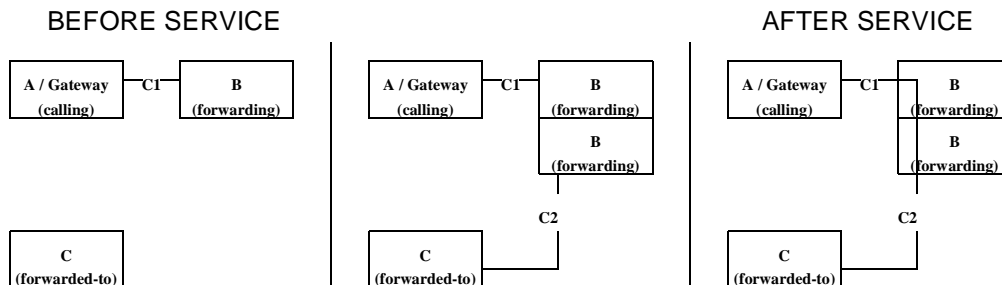 BEFORE SERVICE
AFTER SERVICE
A / Gateway
(calling)
C1
B
(forwarding)
C
(forwarded-to)
A / Gateway
(calling)
C1
B
(forwarding)
B
(forwarding)
C2
C
(forwarded-to)
A / Gateway
(calling)
C1
B
(forwarding)
B
(forwarding)
C2
C
(forwarded-to)